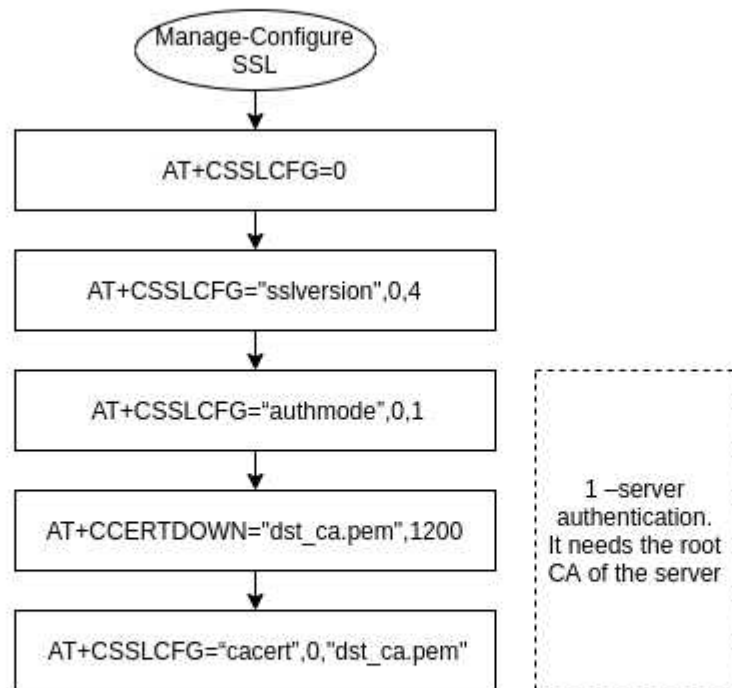 Manage-Configure
SSL
AT+CSSLCFG=0
AT+CSSLCFG="sslversion",0,4
AT+CSSLCFG=“authmode”,0,1
AT+CCERTDOWN="dst_ca.pem",1200
AT+CSSLCFG=“cacert”,0,"dst_ca.pem"
1 –server
authentication.
It needs the root
CA of the server